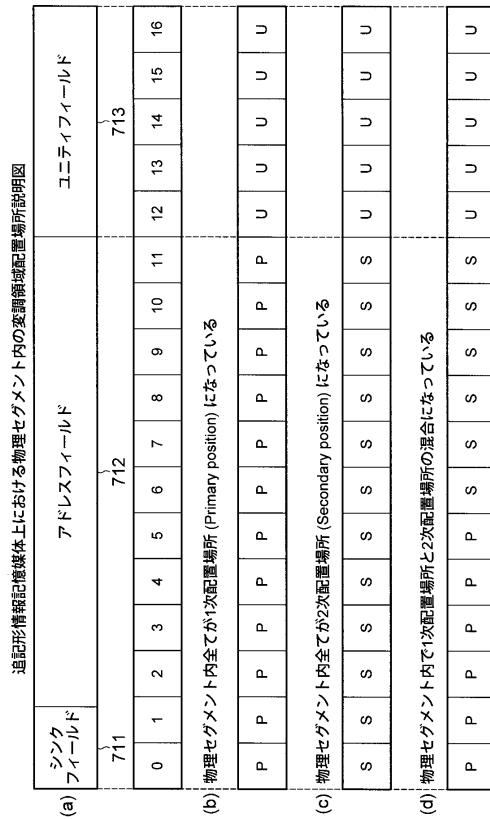 追記形情報記憶媒体上における物理セグメント内の変調領域配置場所説明図
(a) シンクフィールド アドレスフィールド ユニティフィールド
711 712 713
0 1 2 3 4 5 6 7 8 9 10 11 12 13 14 15 16
(b) 物理セグメント内全てが1次配置場所 (Primary position) になっている
P P P P P P P P P P P P U U U U U
(c) 物理セグメント内全てが2次配置場所 (Secondary position) になっている
S S S S S S S S S S S S U U U U U
(d) 物理セグメント内で1次配置場所と2次配置場所の混合になっている
P P P P P P S S S S S S U U U U U